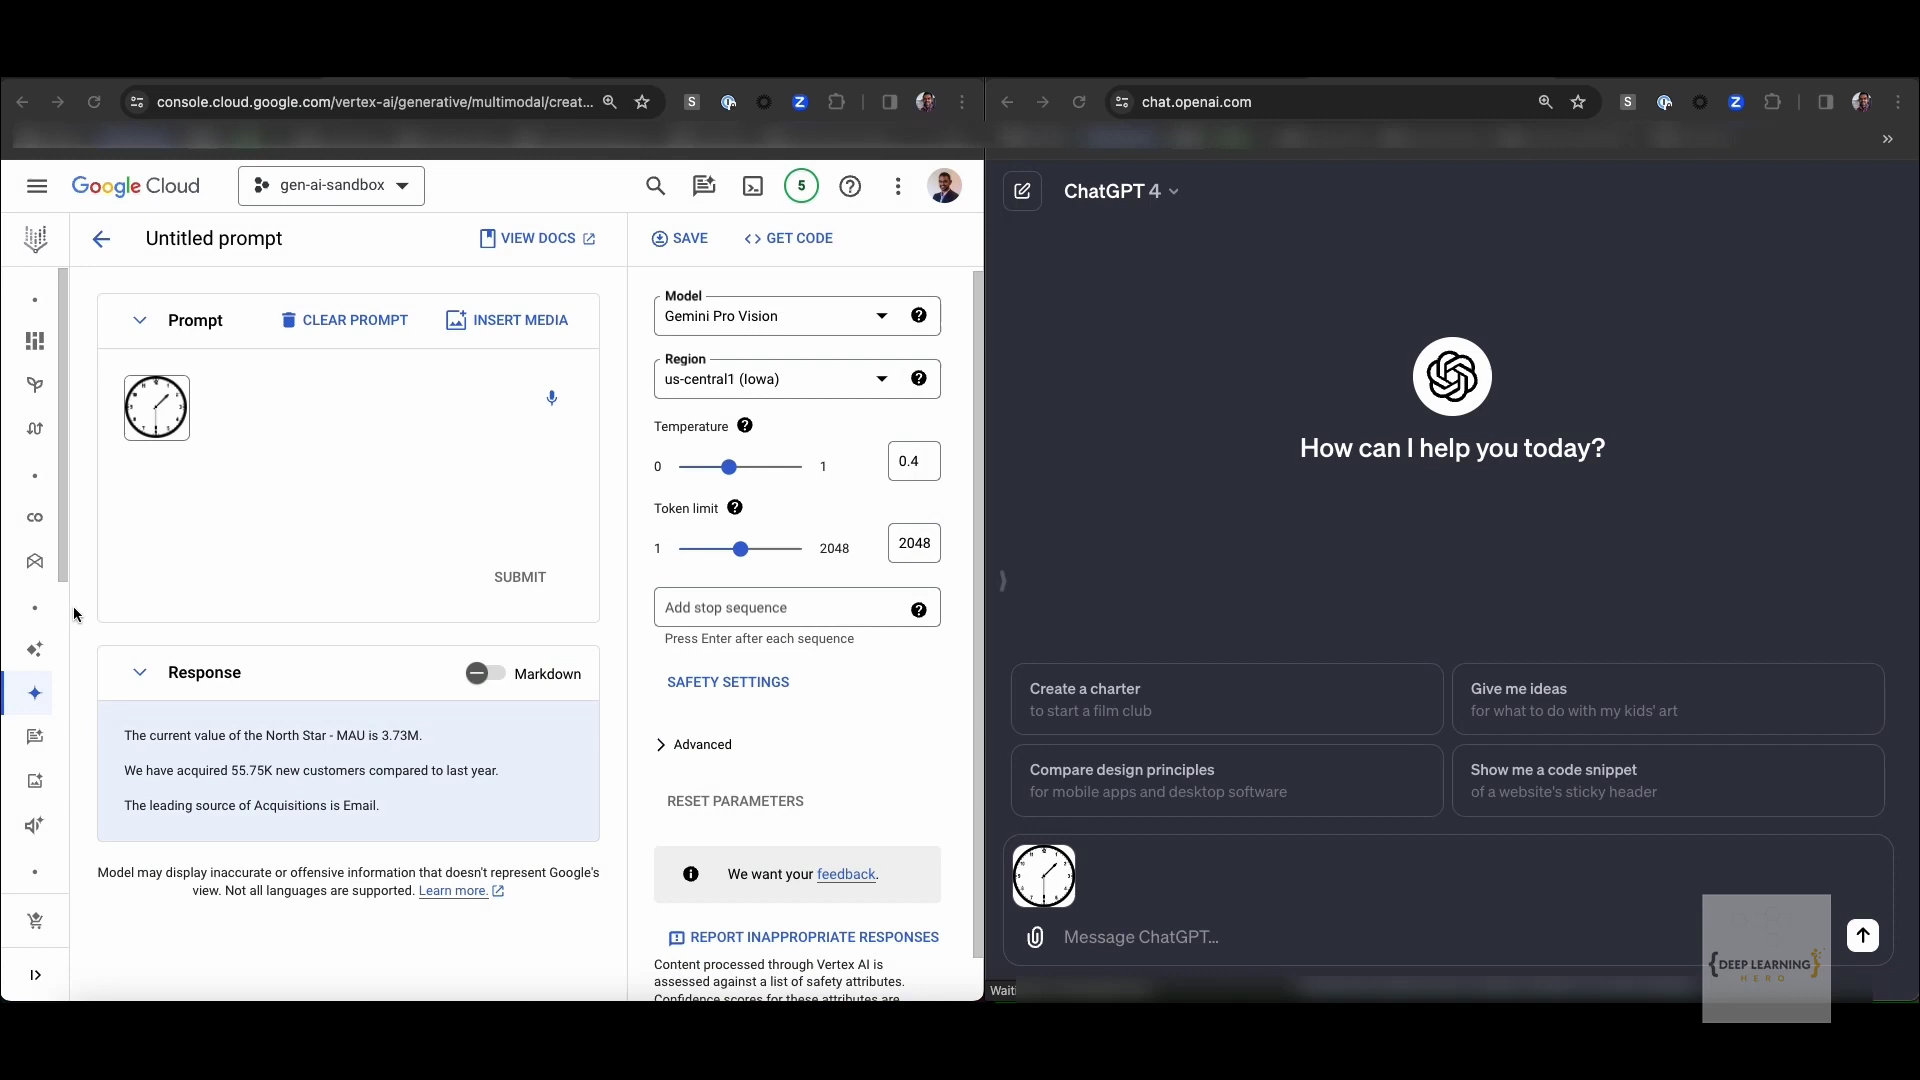 console.cloud.google.com/vertex-ai/generative/multimodal/creat...
Google Cloud
gen-ai-sandbox
5
Untitled prompt
VIEW DOCS
SAVE
GET CODE
Prompt
CLEAR PROMPT
INSERT MEDIA
SUBMIT
Response
Markdown
The current value of the North Star - MAU is 3.73M.
We have acquired 55.75K new customers compared to last year.
The leading source of Acquisitions is Email.
Model may display inaccurate or offensive information that doesn't represent Google's
view. Not all languages are supported. Learn more.
Model
Gemini Pro Vision
Region
us-central1 (Iowa)
Temperature
0
1
0.4
Token limit
1
2048
2048
Add stop sequence
Press Enter after each sequence
SAFETY SETTINGS
Advanced
RESET PARAMETERS
We want your feedback.
REPORT INAPPROPRIATE RESPONSES
Content processed through Vertex AI is
assessed against a list of safety attributes.
Confidence scores for these attributes are
chat.openai.com
ChatGPT 4
How can I help you today?
Create a charter
to start a film club
Give me ideas
for what to do with my kids' art
Compare design principles
for mobile apps and desktop software
Show me a code snippet
of a website's sticky header
Message ChatGPT...
Waiti
{DEEP LEARNING}
HERO